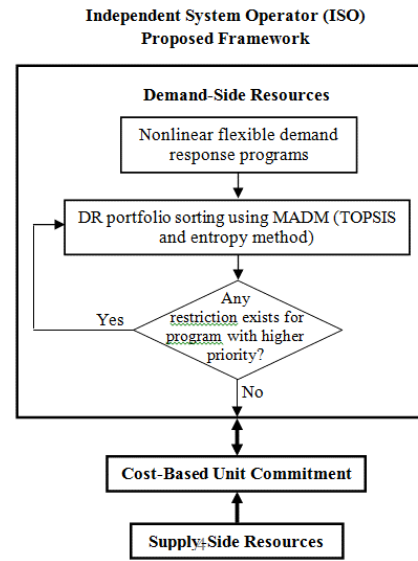 Independent System Operator (ISO)
Proposed Framework
Demand-Side Resources
Nonlinear flexible demand
response programs
DR portfolio sorting using MADM (TOPSIS
and entropy method)
Any
restriction exists for
program with higher
priority?
Yes
No
Cost-Based Unit Commitment
Supply-Side Resources